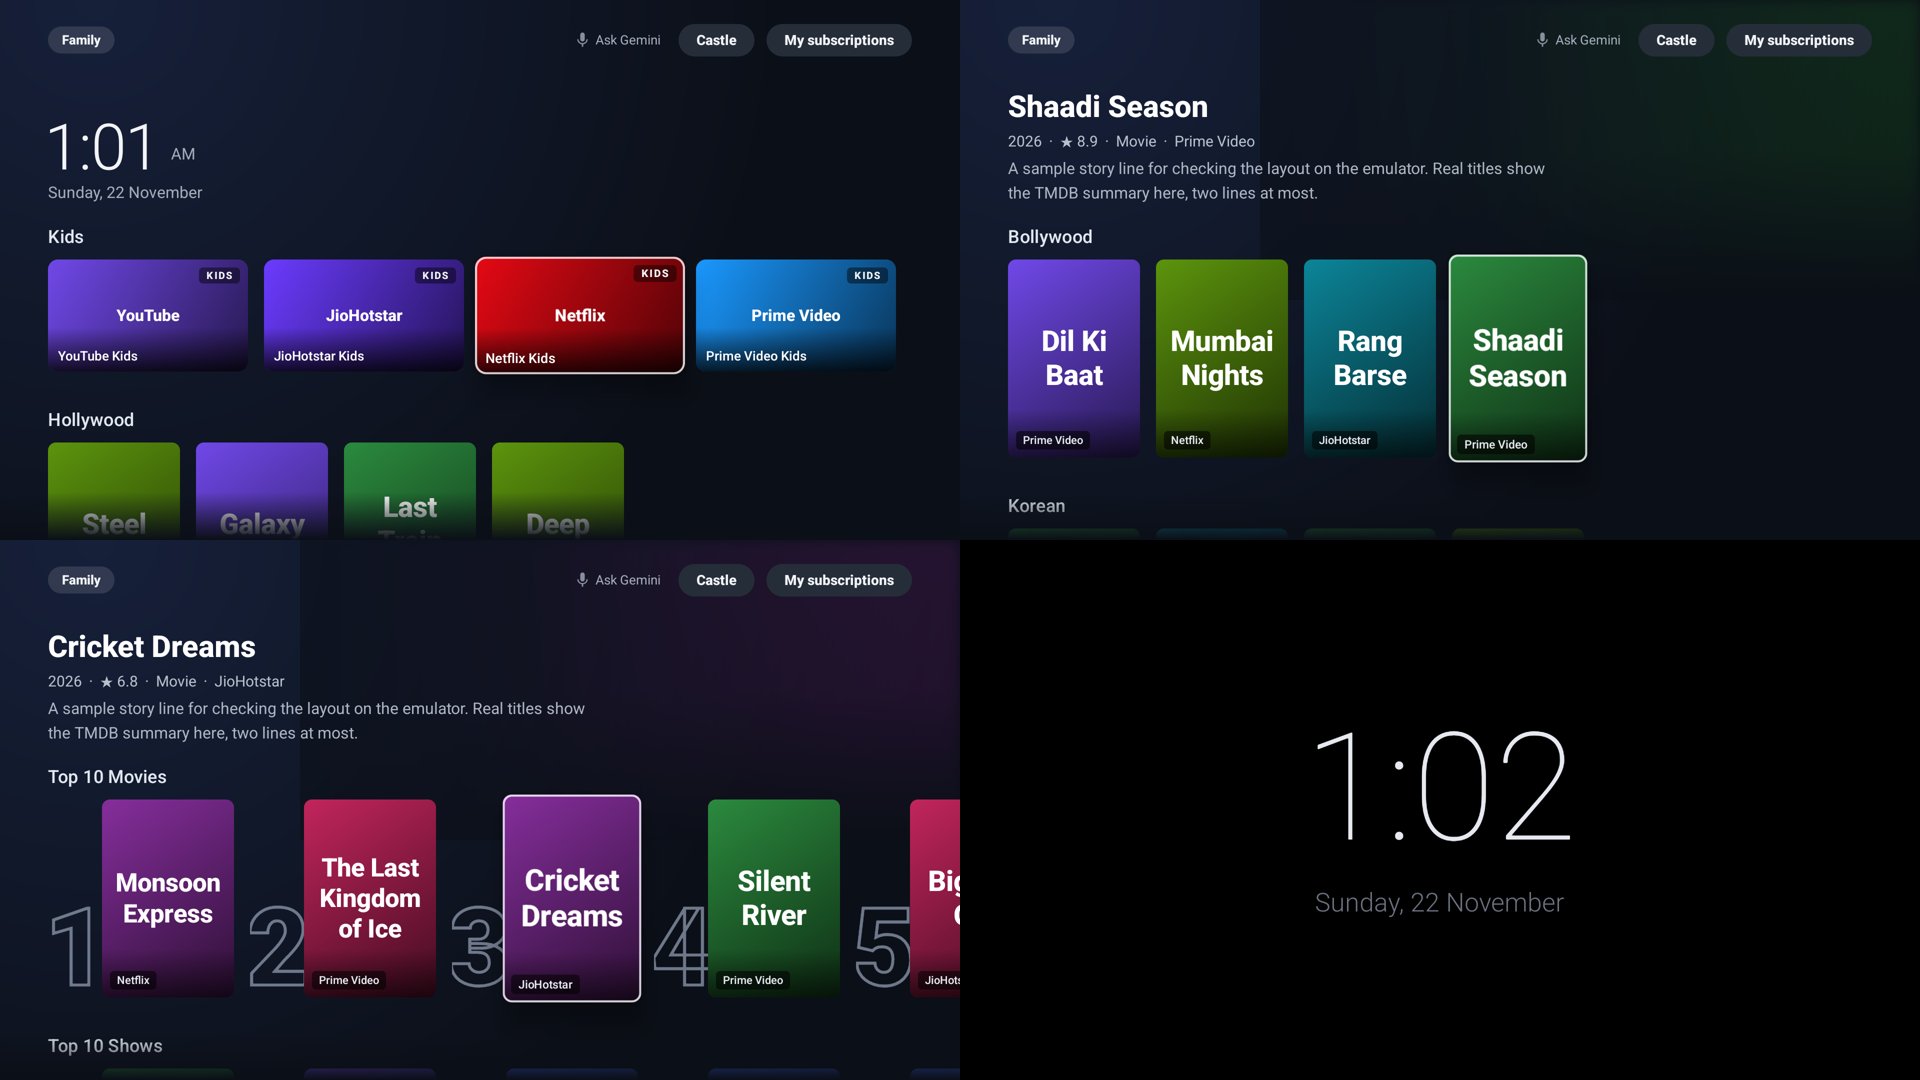 Family
Ask Gemini
Castle
My subscriptions
1:01 AM
Sunday, 22 November
Kids
KIDS
YouTube
YouTube Kids
KIDS
JioHotstar
JioHotstar Kids
KIDS
Netflix
Netflix Kids
KIDS
Prime Video
Prime Video Kids
Hollywood
Steel
Galaxy
Last
Train
Deep
Family
Ask Gemini
Castle
My subscriptions
Shaadi Season
2026 · ★ 8.9 · Movie · Prime Video
A sample story line for checking the layout on the emulator. Real titles show
the TMDB summary here, two lines at most.
Bollywood
Dil Ki
Baat
Prime Video
Mumbai
Nights
Netflix
Rang
Barse
JioHotstar
Shaadi
Season
Prime Video
Korean
Family
Ask Gemini
Castle
My subscriptions
Cricket Dreams
2026 · ★ 6.8 · Movie · JioHotstar
A sample story line for checking the layout on the emulator. Real titles show
the TMDB summary here, two lines at most.
Top 10 Movies
1
Monsoon
Express
Netflix
2
The Last
Kingdom
of Ice
Prime Video
3
Cricket
Dreams
JioHotstar
4
Silent
River
Prime Video
5
Top 10 Shows
1:02
Sunday, 22 November